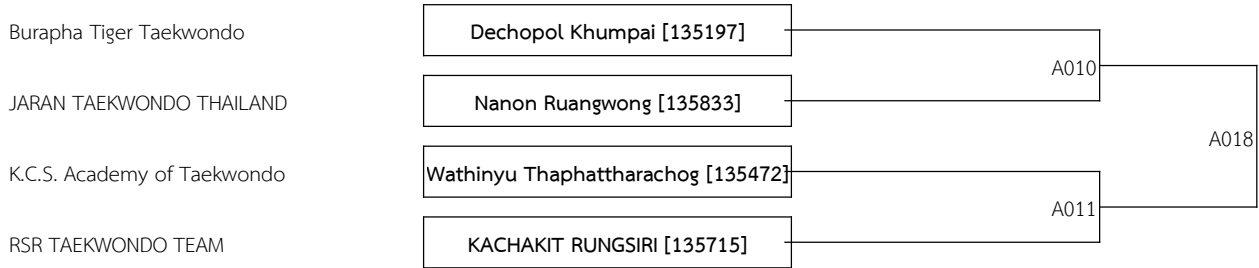 Burapha Tiger Taekwondo
Dechopol Khumpai [135197]
A010
JARAN TAEKWONDO THAILAND
Nanon Ruangwong [135833]
A018
K.C.S. Academy of Taekwondo
Wathinyu Thaphattharachog [135472]
A011
RSR TAEKWONDO TEAM
KACHAKIT RUNGSIRI [135715]